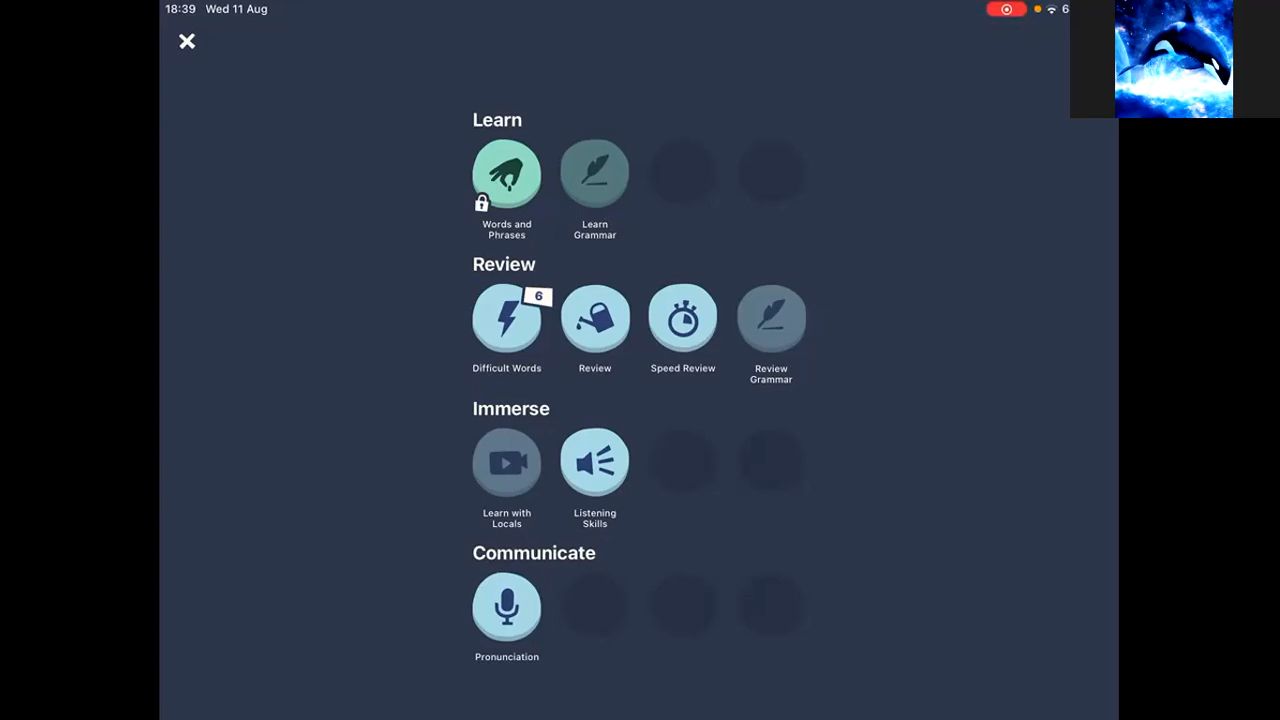 18:39 Wed 11 Aug
6
Learn
Words and
Phrases
Learn
Grammar
Review
6
Difficult Words
Review
Speed Review
Review
Grammar
Immerse
Learn with
Locals
Listening
Skills
Communicate
Pronunciation